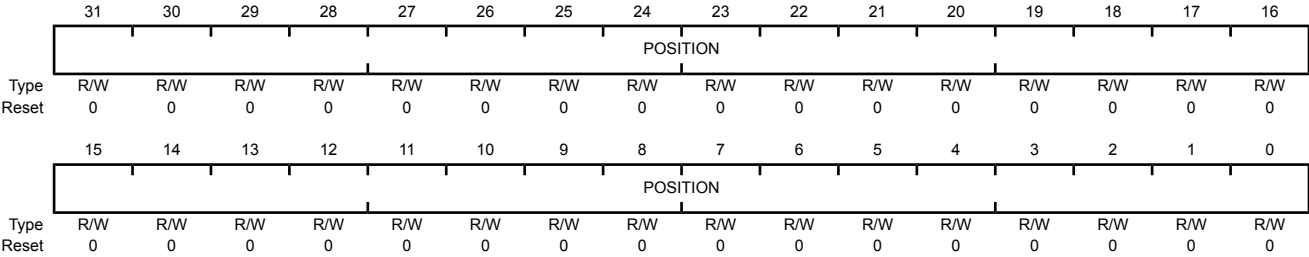 31 30 29 28 27 26 25 24 23 22 21 20 19 18 17 16
POSITION
Type R/W R/W R/W R/W R/W R/W R/W R/W R/W R/W R/W R/W R/W R/W R/W R/W
Reset 0 0 0 0 0 0 0 0 0 0 0 0 0 0 0 0
15 14 13 12 11 10 9 8 7 6 5 4 3 2 1 0
POSITION
Type R/W R/W R/W R/W R/W R/W R/W R/W R/W R/W R/W R/W R/W R/W R/W R/W
Reset 0 0 0 0 0 0 0 0 0 0 0 0 0 0 0 0